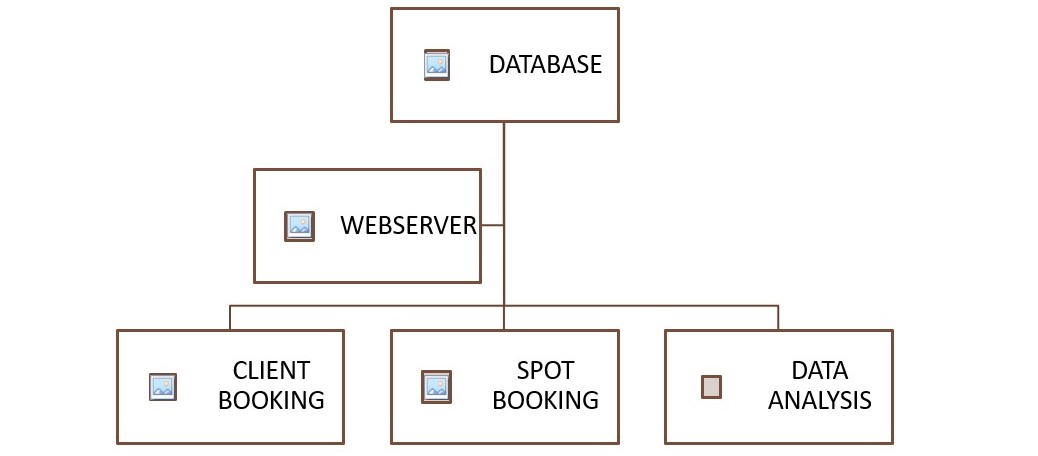 DATABASE
WEBSERVER
CLIENT
BOOKING
SPOT
BOOKING
DATA
ANALYSIS